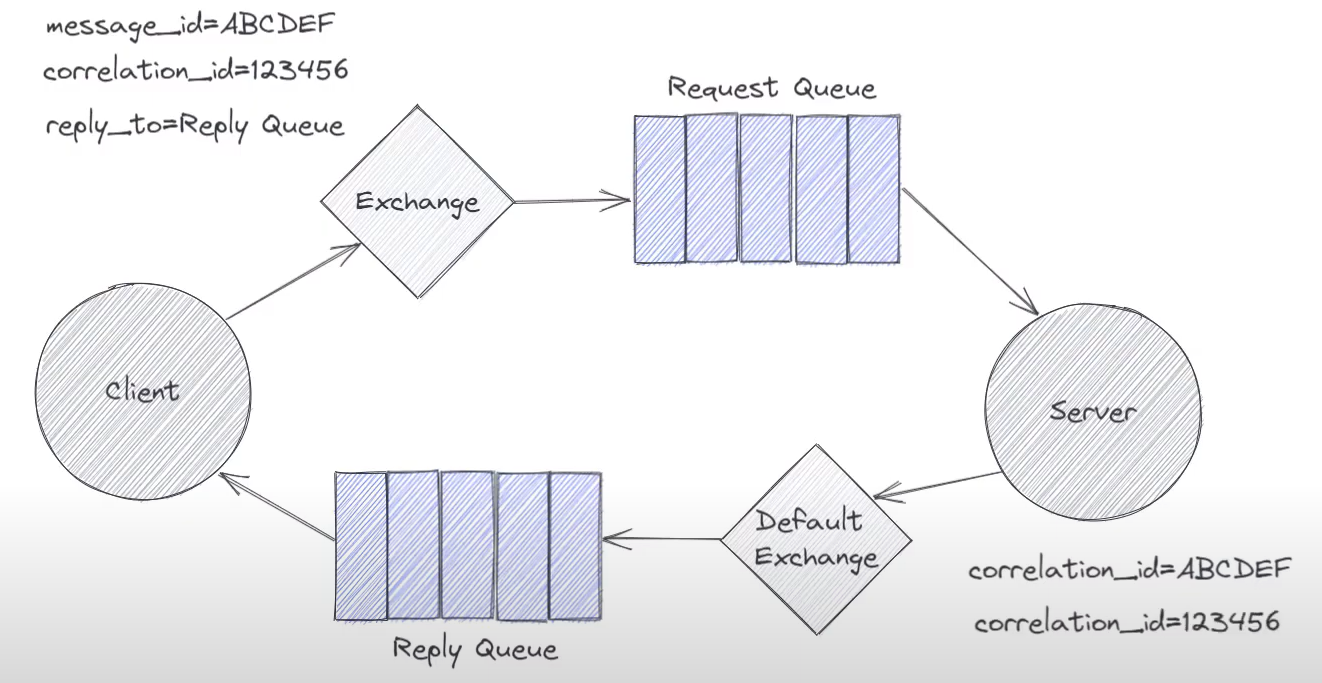 message_id=ABCDEF
correlation_id=123456
reply_to=Reply Queue
Exchange
Request Queue
Client
Server
Default
Exchange
Reply Queue
correlation_id=ABCDEF
correlation_id=123456